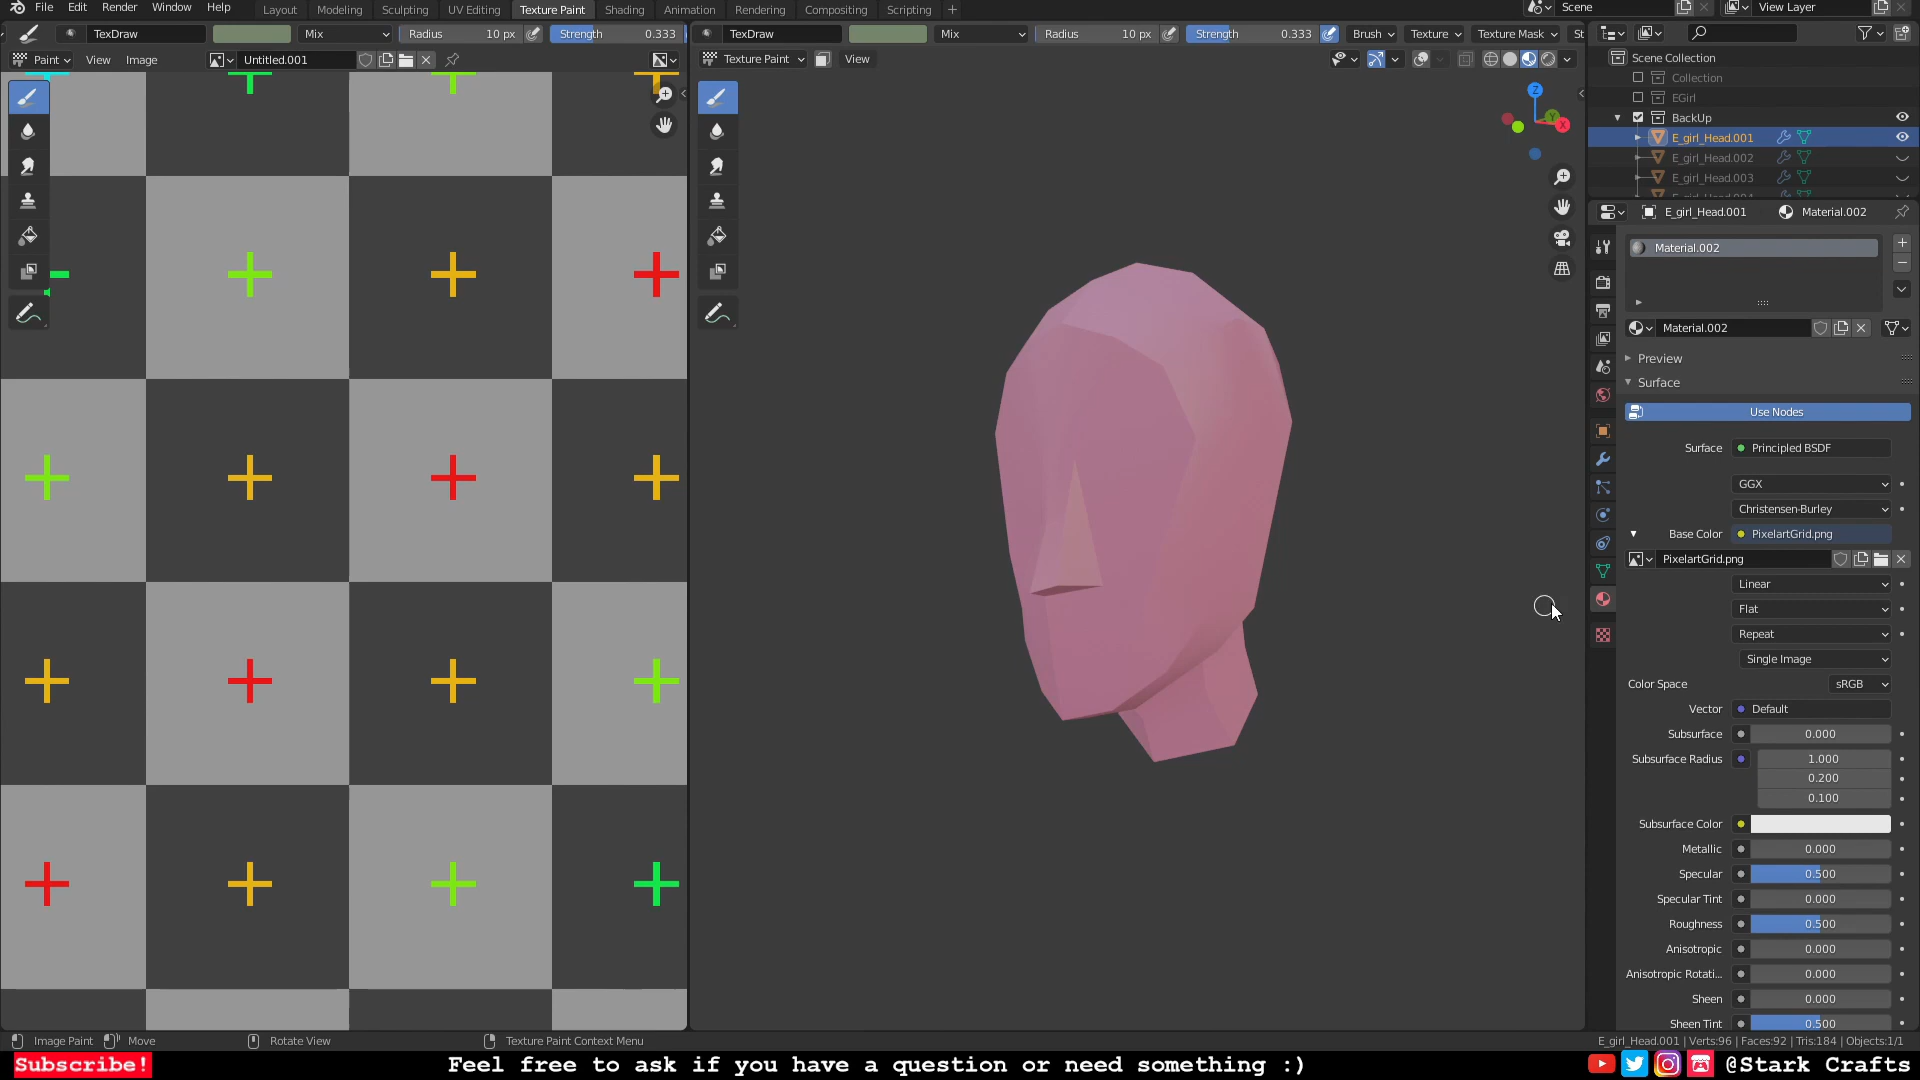 File Edit Render Window Help Layout Modeling Sculpting UV Editing Texture Paint Shading Animation Rendering Compositing Scripting + Scene View Layer
TexDraw Mix Radius 10 px Strength 0.333 TexDraw Mix Radius 10 px Strength 0.333 Brush Texture Texture Mask St
Paint View Image Untitled.001 Texture Paint View
Scene Collection
Collection
EGirl
BackUp
E_girl_Head.001
E_girl_Head.002
E_girl_Head.003
Z
Y
X
E_girl_Head.001 Material.002
Material.002
Material.002
Preview
Surface
Use Nodes
Surface Principled BSDF
GGX
Christensen-Burley
Base Color PixelartGrid.png
PixelartGrid.png
Linear
Flat
Repeat
Single Image
Color Space sRGB
Vector Default
Subsurface 0.000
Subsurface Radius 1.000
0.200
0.100
Subsurface Color
Metallic 0.000
Specular 0.500
Specular Tint 0.000
Roughness 0.500
Anisotropic 0.000
Anisotropic Rotati... 0.000
Sheen 0.000
Sheen Tint 0.500
Image Paint Move Rotate View Texture Paint Context Menu E_girl_Head.001 | Verts:96 | Faces:92 | Tris:184 | Objects:1/1
Subscribe! Feel free to ask if you have a question or need something :) @Stark Crafts